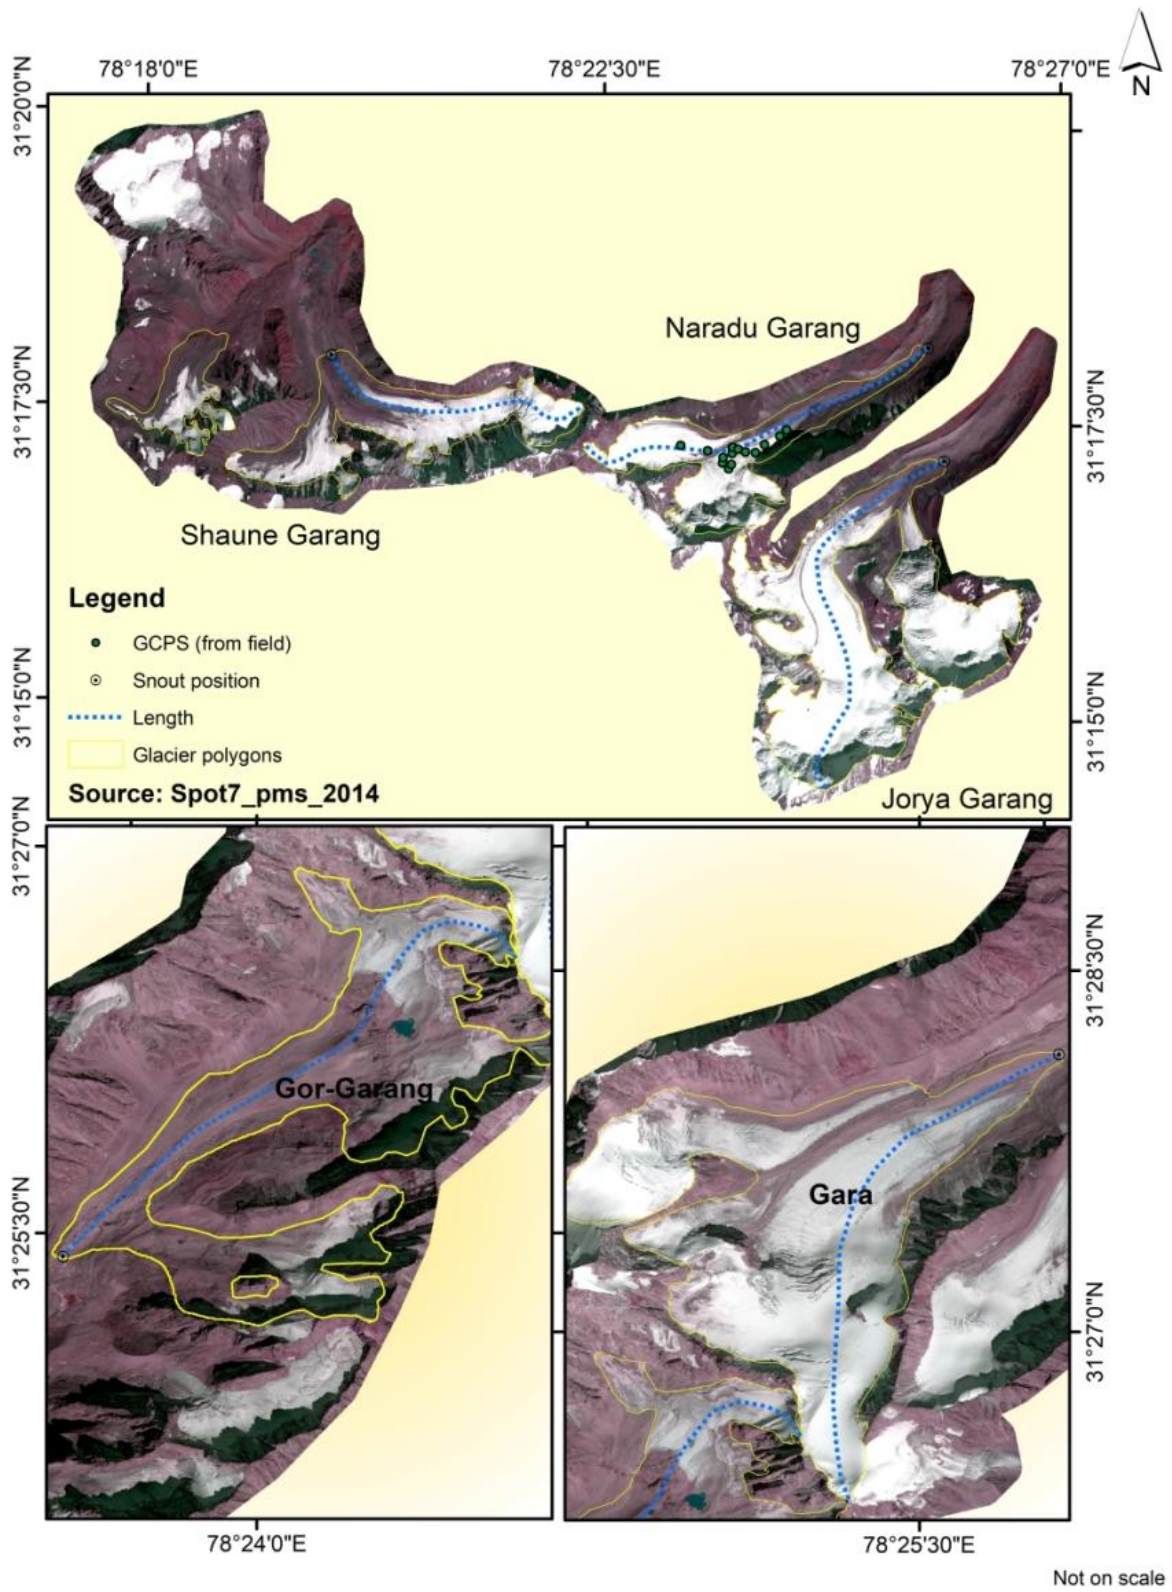 N
78°18'0"E
78°22'30"E
78°27'0"E
31°20'0"N
31°17'30"N
31°15'0"N
31°17'30"N
31°15'0"N
Naradu Garang
Shaune Garang
Jorya Garang
Legend
GCPS (from field)
Snout position
Length
Glacier polygons
Source: Spot7_pms_2014
31°27'0"N
31°25'30"N
Gor-Garang
78°24'0"E
31°28'30"N
31°27'0"N
Gara
78°25'30"E
Not on scale